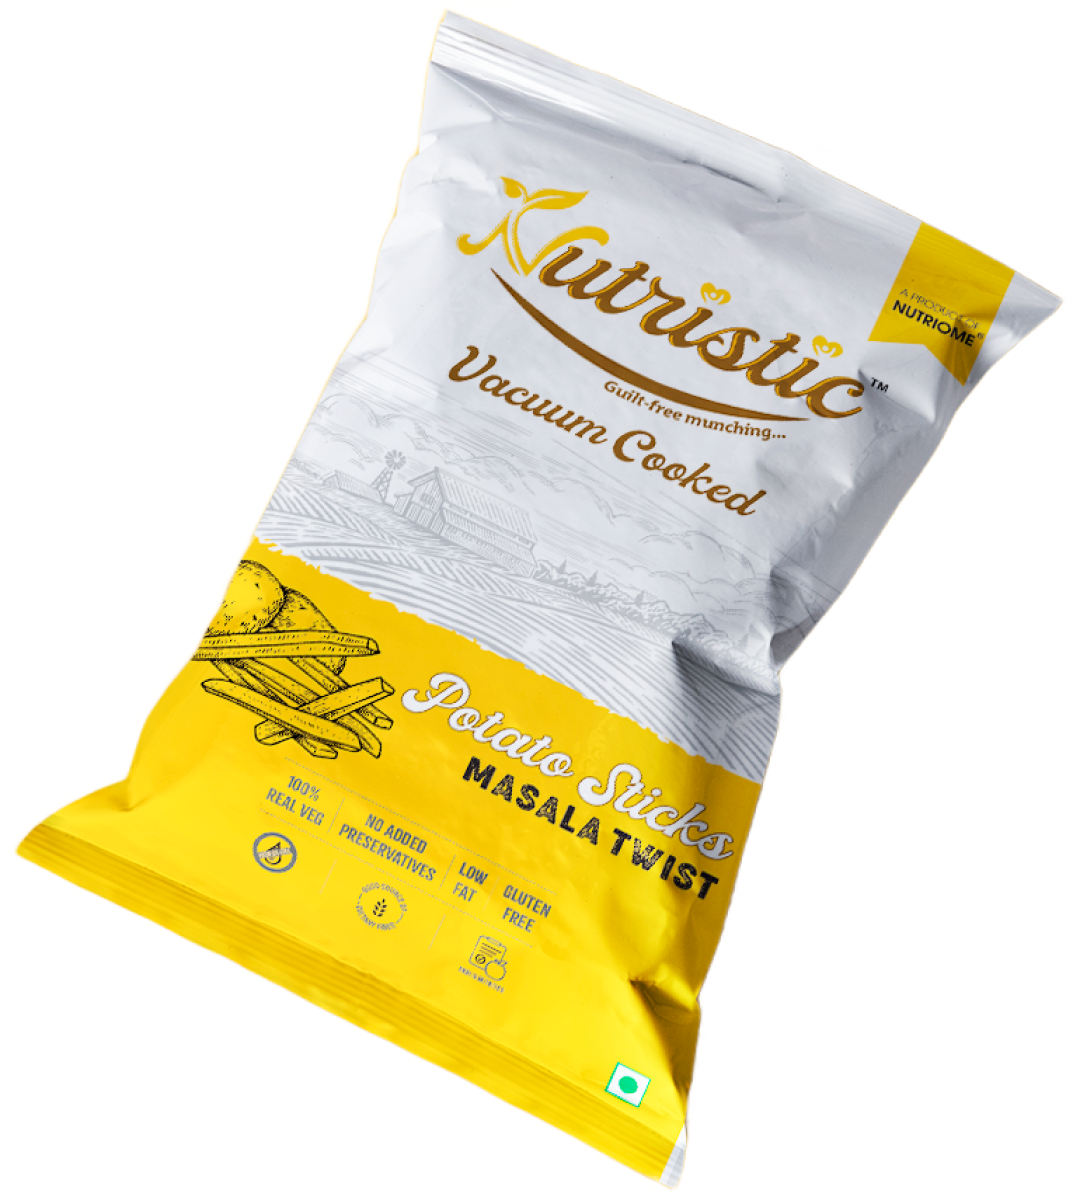 Nutristic
TM
Guilt-free munching...
Vacuum Cooked
A PRODUCT OF
NUTRIOME®
Potato Sticks
MASALA TWIST
100%
REAL VEG
NO ADDED
PRESERVATIVES
LOW
FAT
GLUTEN
FREE